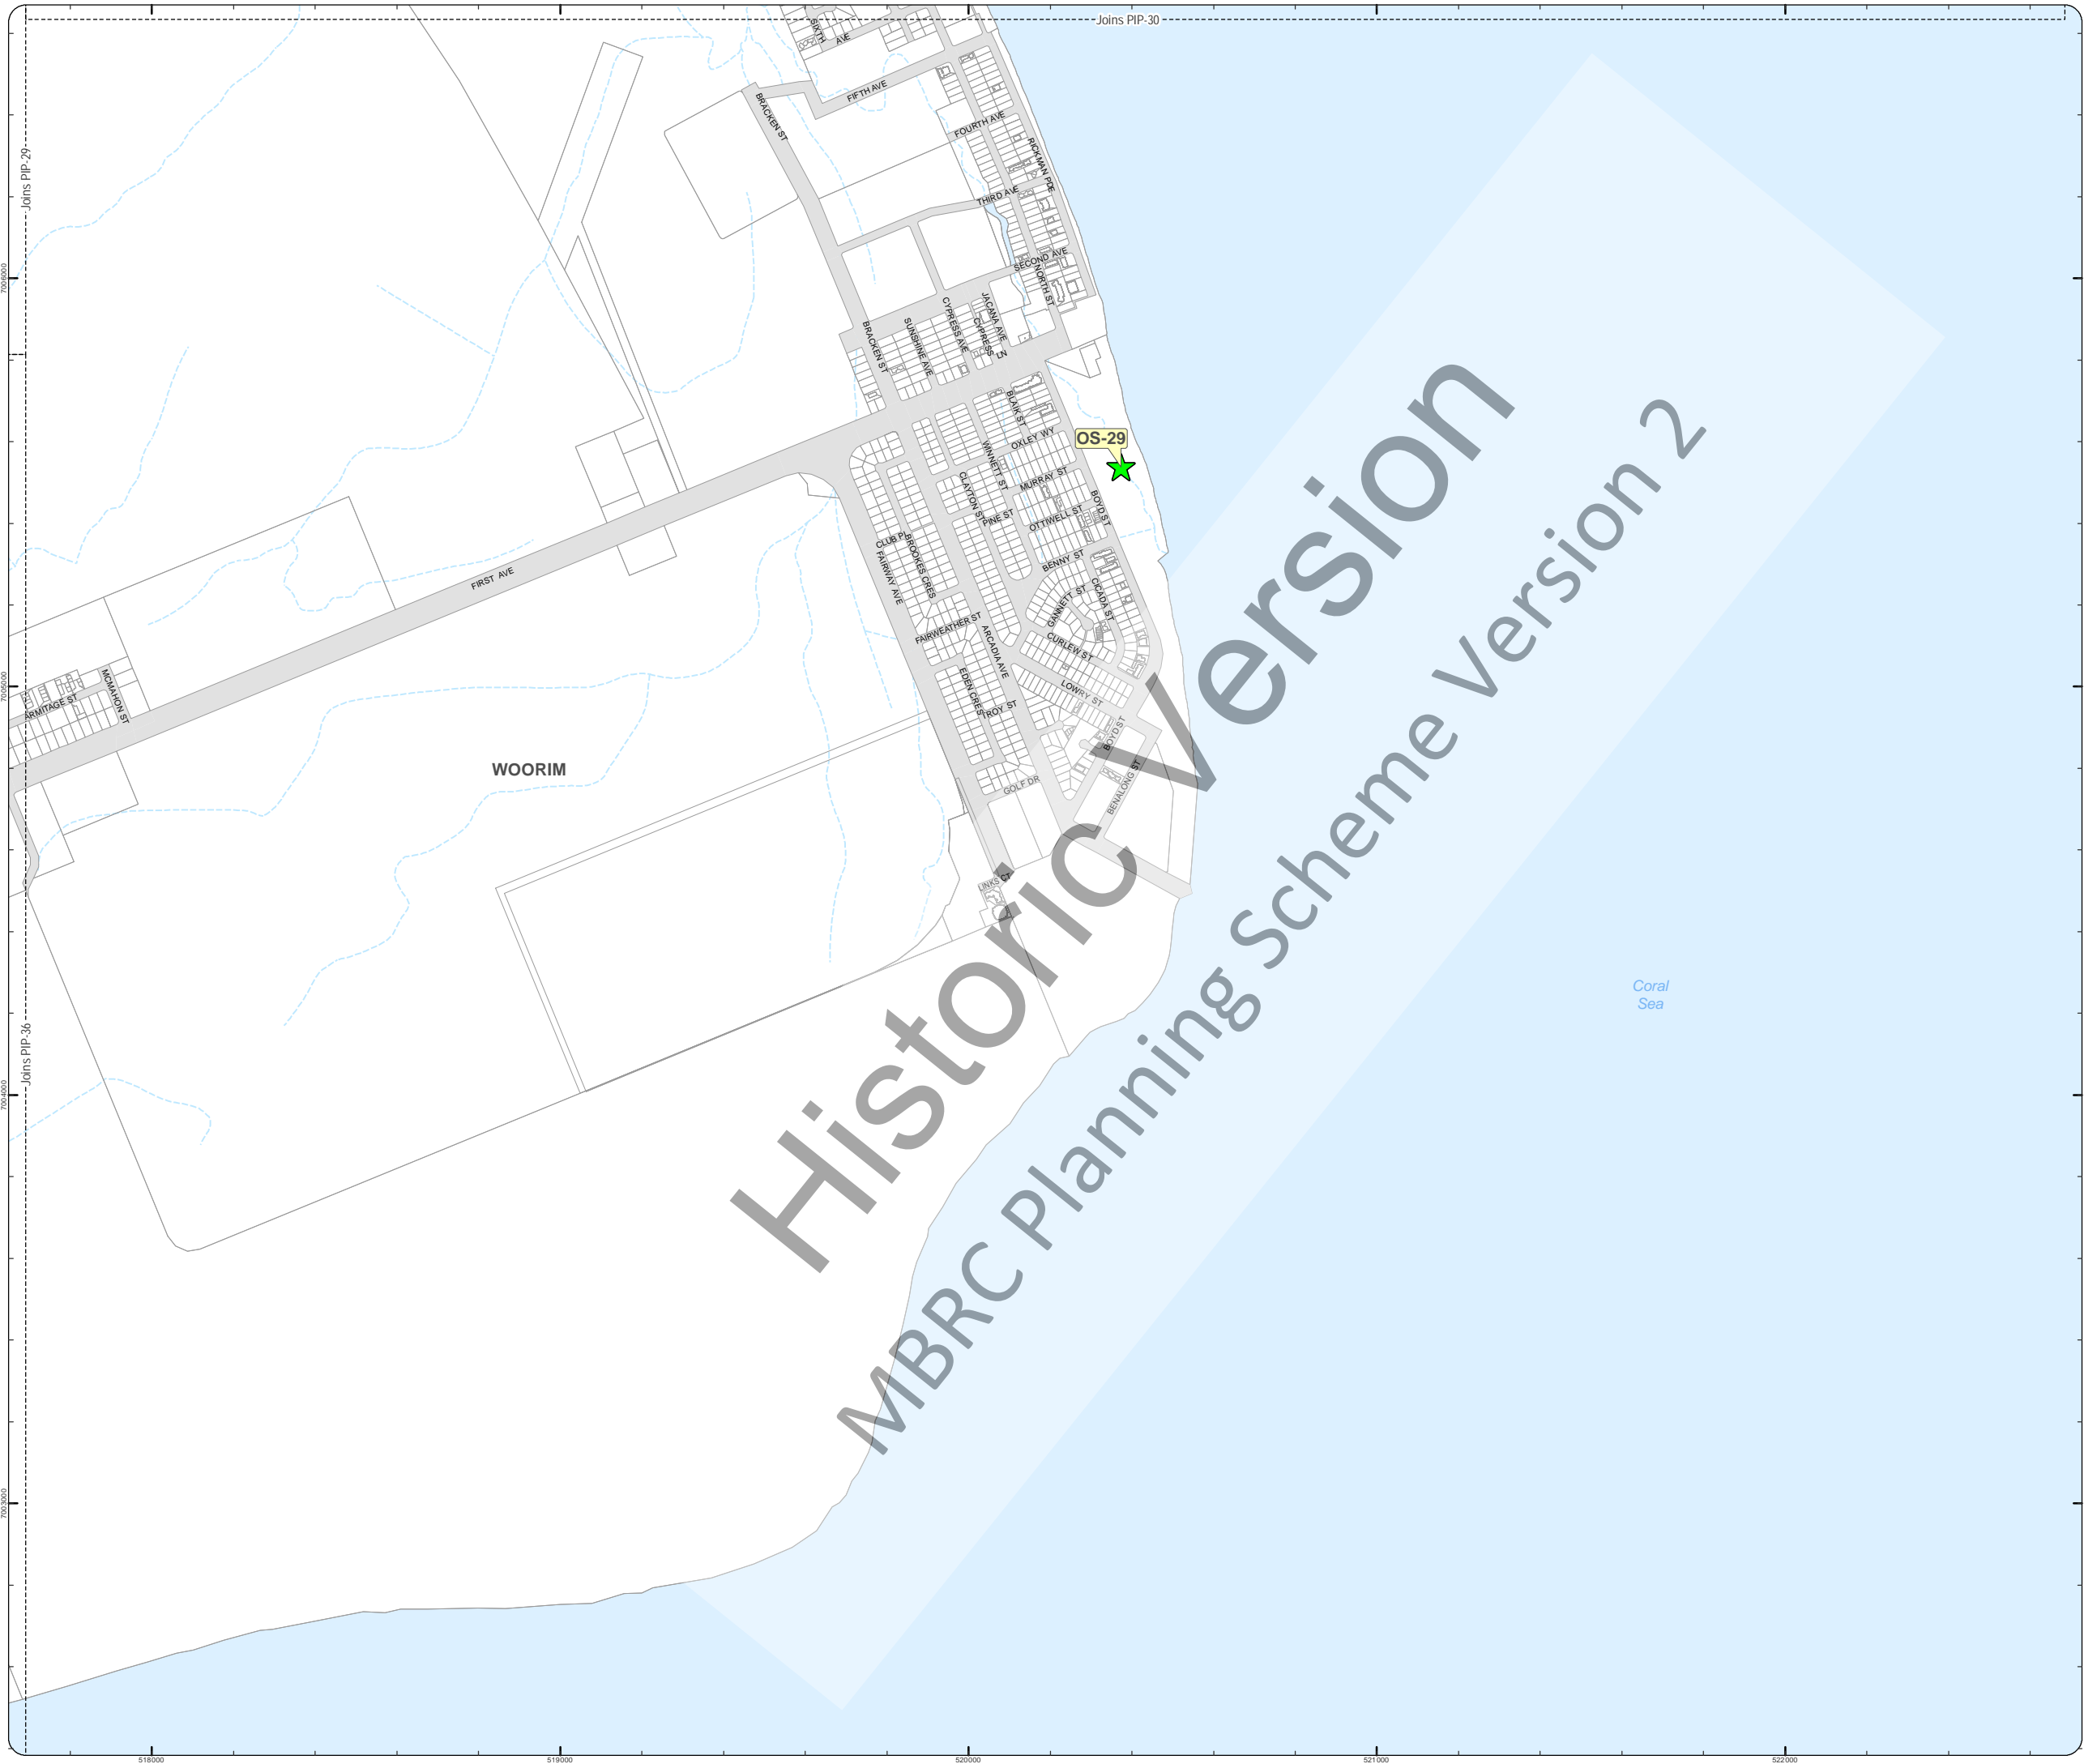 Joins PIP-30
SIXTH
AVE
FIFTH AVE
BRACKEN ST
FOURTH AVE
RICKMAN PDE
Joins PIP-29
THIRD AVE
SECOND AVE
NORTH ST
7006000
JACANA AVE
CYPRESS AVE
CYPRESS
LN
SUNSHINE AVE
BRACKEN ST
BLAIK ST
OXLEY WY
OS-29
WINNETT ST
MURRAY ST
CLAYTON ST
BOYD ST
PINE ST
OTTIWELL ST
CLUB PL
BROOKES CRES
FAIRWAY AVE
BENNY ST
FIRST AVE
CICADA ST
GANNETT ST
FAIRWEATHER ST
ARCADIA AVE
CURLEW ST
7005000
MCMAHON ST
ARMITAGE ST
EDEN CRES
LOWRY ST
TROY ST
BOYD ST
WOORIM
GOLF DR
BENALONG ST
LINKS CT
Coral
Sea
Joins PIP-36
7004000
7003000
Historic Version
MBRC Planning Scheme Version 2
518000
519000
520000
521000
522000